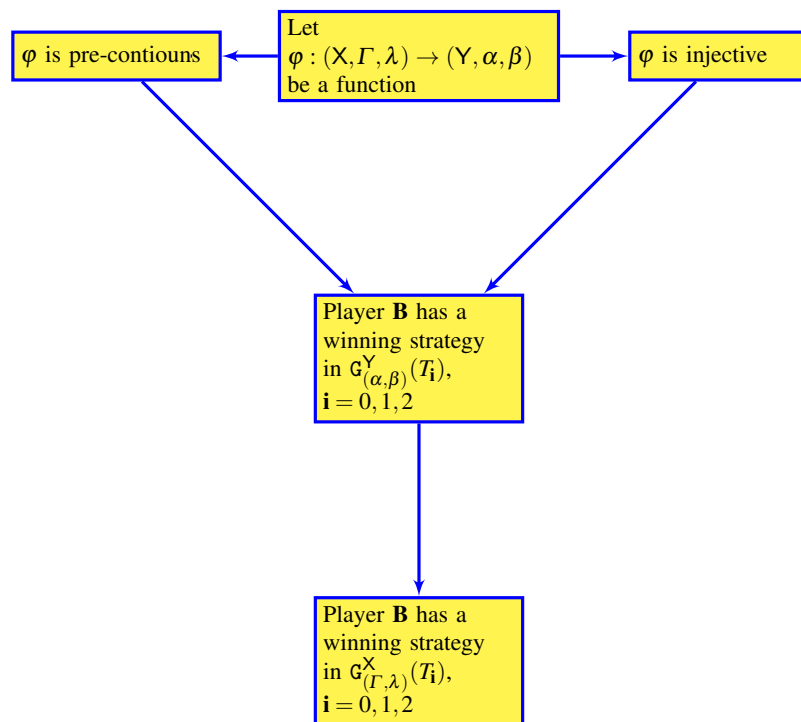 φ is pre-contiouns
Let
φ : (X, Γ, λ) → (Y, α, β)
be a function
φ is injective
Player B has a
winning strategy
in G^Y_(α,β)(T_i),
i = 0, 1, 2
Player B has a
winning strategy
in G^X_(Γ,λ)(T_i),
i = 0, 1, 2